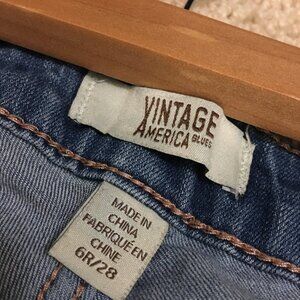 VINTAGE
AMERICA BLUES
MADE IN
CHINA
FABRIQUÉ EN
CHINE
6R/28